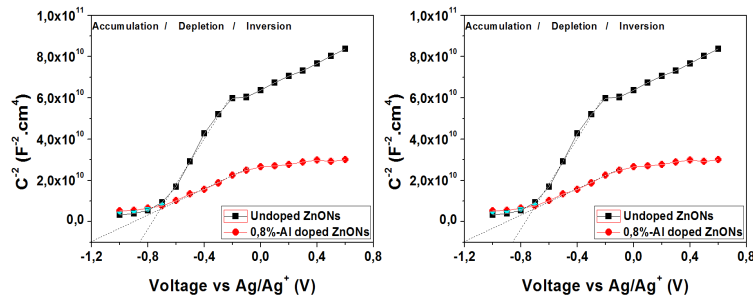 Accumulation / Depletion / Inversion
C⁻² (F⁻².cm⁴)
1,0x10¹¹
8,0x10¹⁰
6,0x10¹⁰
4,0x10¹⁰
2,0x10¹⁰
0,0
Undoped ZnONs
0,8%-Al doped ZnONs
-1,2 -0,8 -0,4 0,0 0,4 0,8
Voltage vs Ag/Ag⁺ (V)
Accumulation / Depletion / Inversion
C⁻² (F⁻².cm⁴)
1,0x10¹¹
8,0x10¹⁰
6,0x10¹⁰
4,0x10¹⁰
2,0x10¹⁰
0,0
Undoped ZnONs
0,8%-Al doped ZnONs
-1,2 -0,8 -0,4 0,0 0,4 0,8
Voltage vs Ag/Ag⁺ (V)